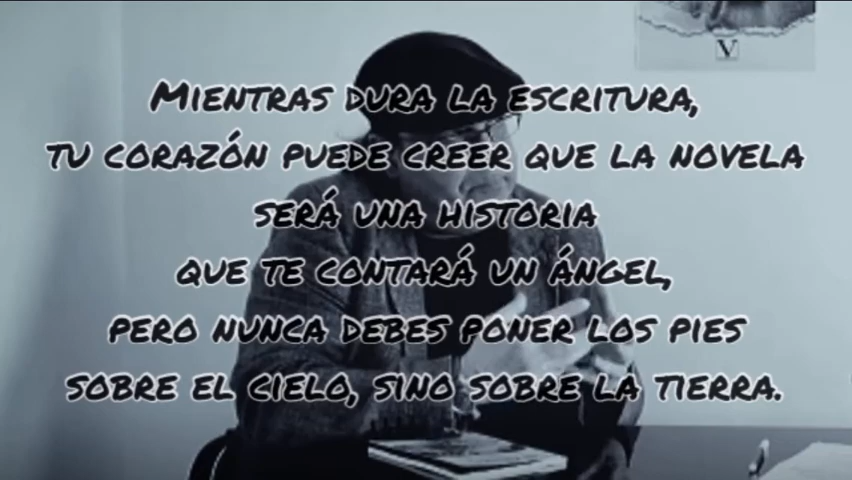 V
MIENTRAS DURA LA ESCRITURA,
TU CORAZÓN PUEDE CREER QUE LA NOVELA
SERÁ UNA HISTORIA
QUE TE CONTARÁ UN ÁNGEL,
PERO NUNCA DEBES PONER LOS PIES
SOBRE EL CIELO, SINO SOBRE LA TIERRA.